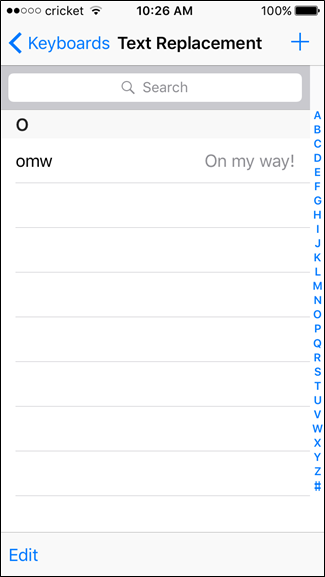 cricket 10:26 AM 100%
Keyboards Text Replacement +
Search
O
omw On my way!
A
B
C
D
E
F
G
H
I
J
K
L
M
N
O
P
Q
R
S
T
U
V
W
X
Y
Z
#
Edit